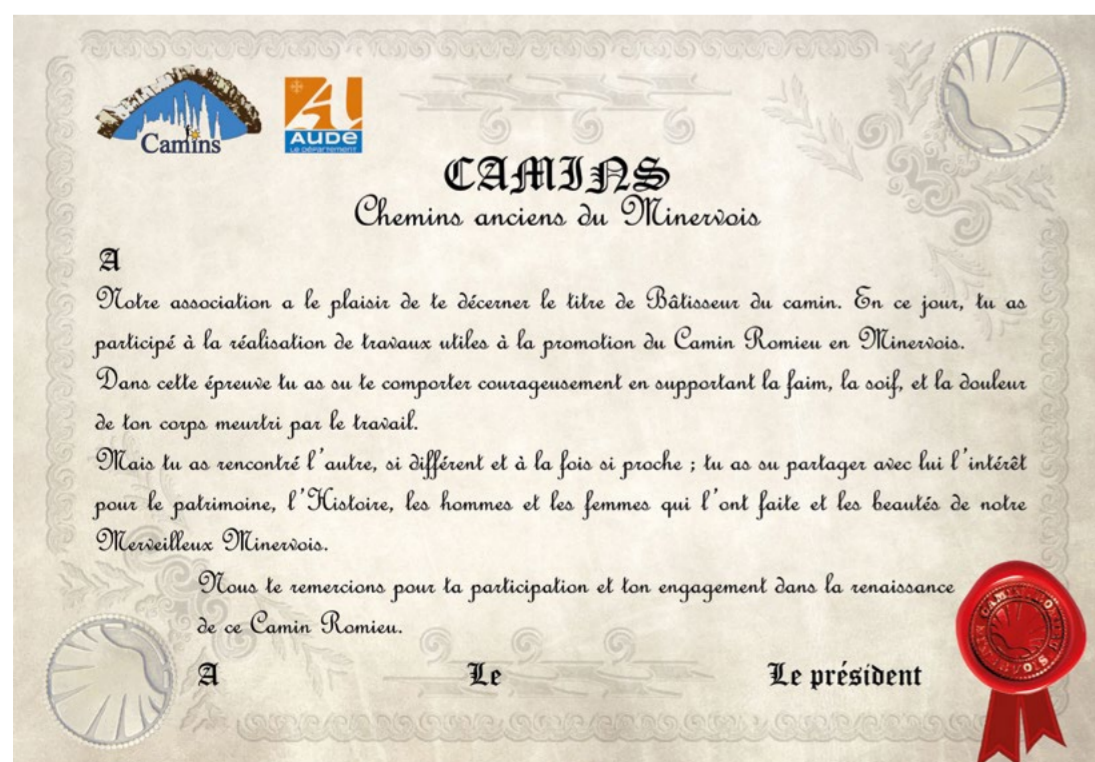 Camins
AUDE
LE DÉPARTEMENT
CAMINS
Chemins anciens du Minervois
A
Notre association a le plaisir de te décerner le titre de Bâtisseur du camin. En ce jour, tu as
participé à la réalisation de travaux utiles à la promotion du Camin Romieu en Minervois.
Dans cette épreuve tu as su te comporter courageusement en supportant la faim, la soif, et la douleur
de ton corps meurtri par le travail.
Mais tu as rencontré l'autre, si différent et à la fois si proche ; tu as su partager avec lui l'intérêt
pour le patrimoine, l'Histoire, les hommes et les femmes qui l'ont faite et les beautés de notre
Merveilleux Minervois.
Nous te remercions pour ta participation et ton engagement dans la renaissance
de ce Camin Romieu.
A Le Le président